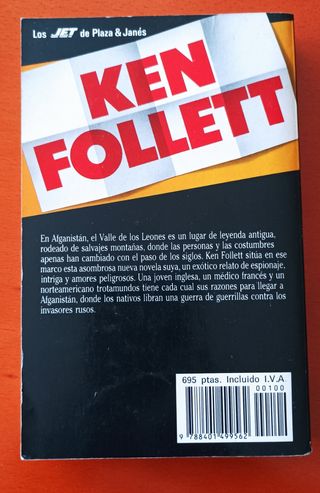 Los JET de Plaza & Janés
KEN
FOLLETT
En Afganistán, el Valle de los Leones es un lugar de leyenda antigua,
rodeado de salvajes montañas, donde las personas y las costumbres
apenas han cambiado con el paso de los siglos. Ken Follett sitúa en ese
marco esta asombrosa nueva novela suya, un exótico relato de espionaje,
intriga y amores peligrosos. Una joven inglesa, un médico francés y un
norteamericano trotamundos tiene cada cual sus razones para llegar a
Afganistán, donde los nativos libran una guerra de guerrillas contra los
invasores rusos.
695 ptas. Incluido I.V.A.
00100
9 788401 499562